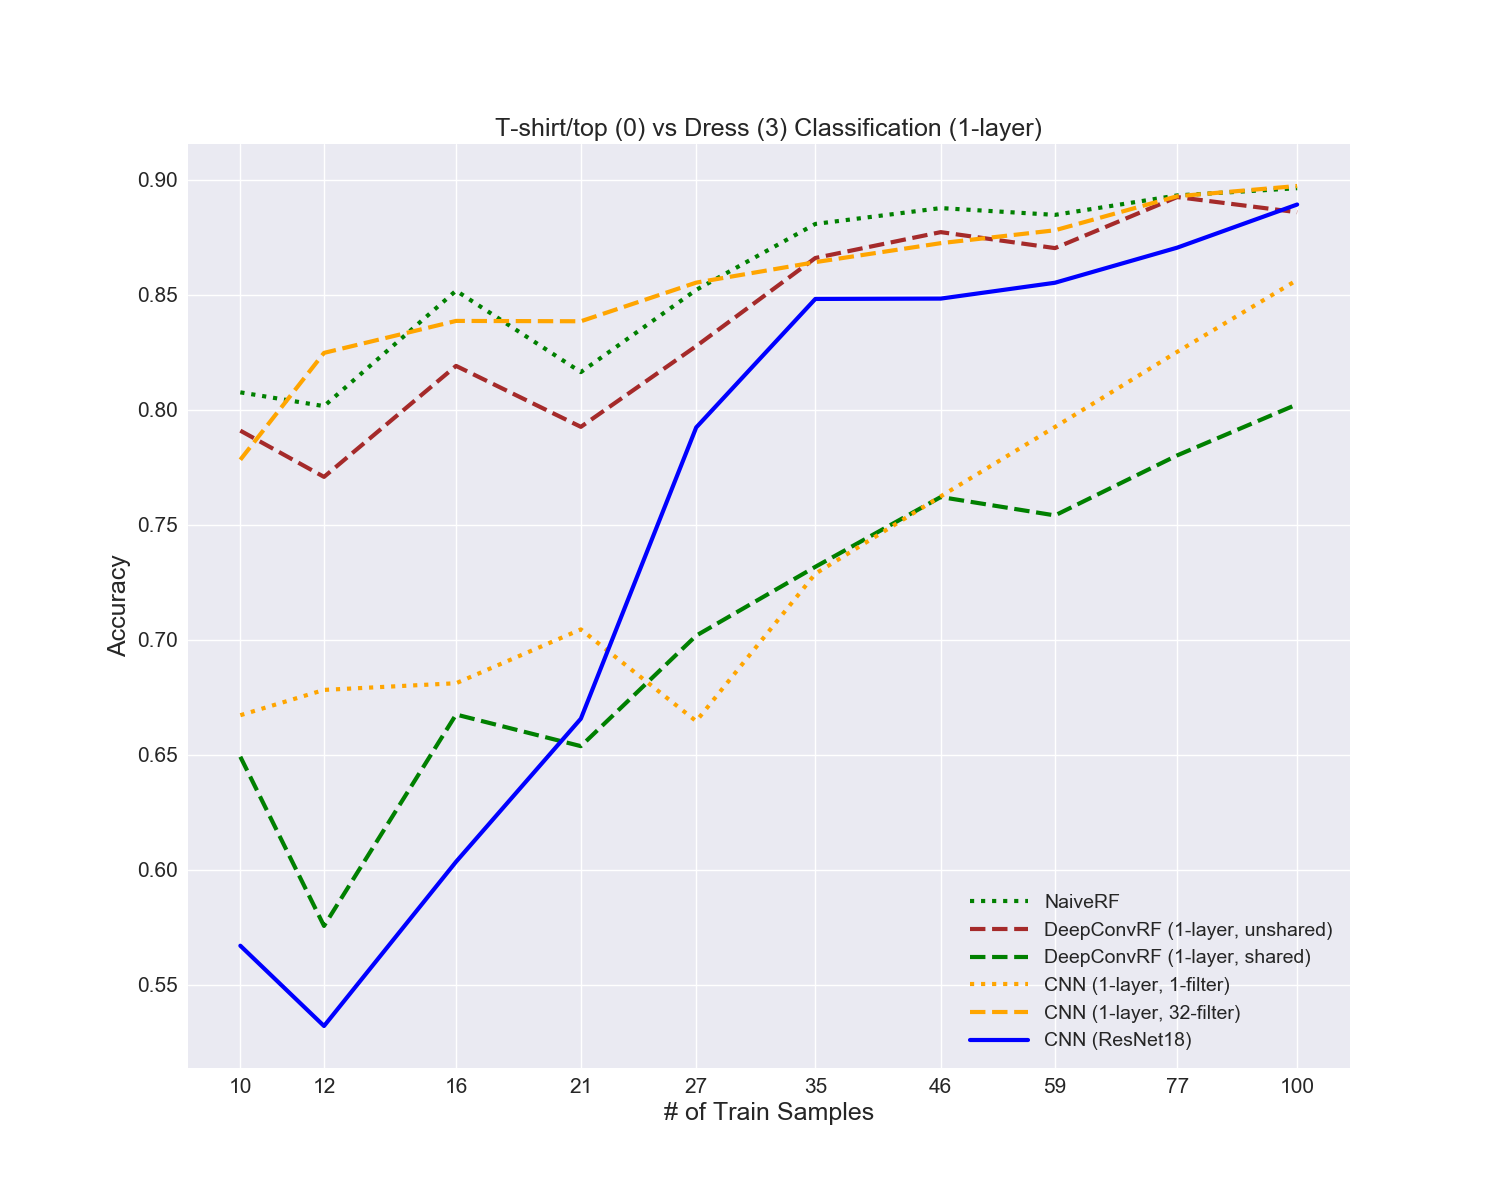 T-shirt/top (0) vs Dress (3) Classification (1-layer)
0.90
0.85
0.80
0.75
0.70
0.65
0.60
0.55
Accuracy
NaiveRF
DeepConvRF (1-layer, unshared)
DeepConvRF (1-layer, shared)
CNN (1-layer, 1-filter)
CNN (1-layer, 32-filter)
CNN (ResNet18)
10 12 16 21 27 35 46 59 77 100
# of Train Samples